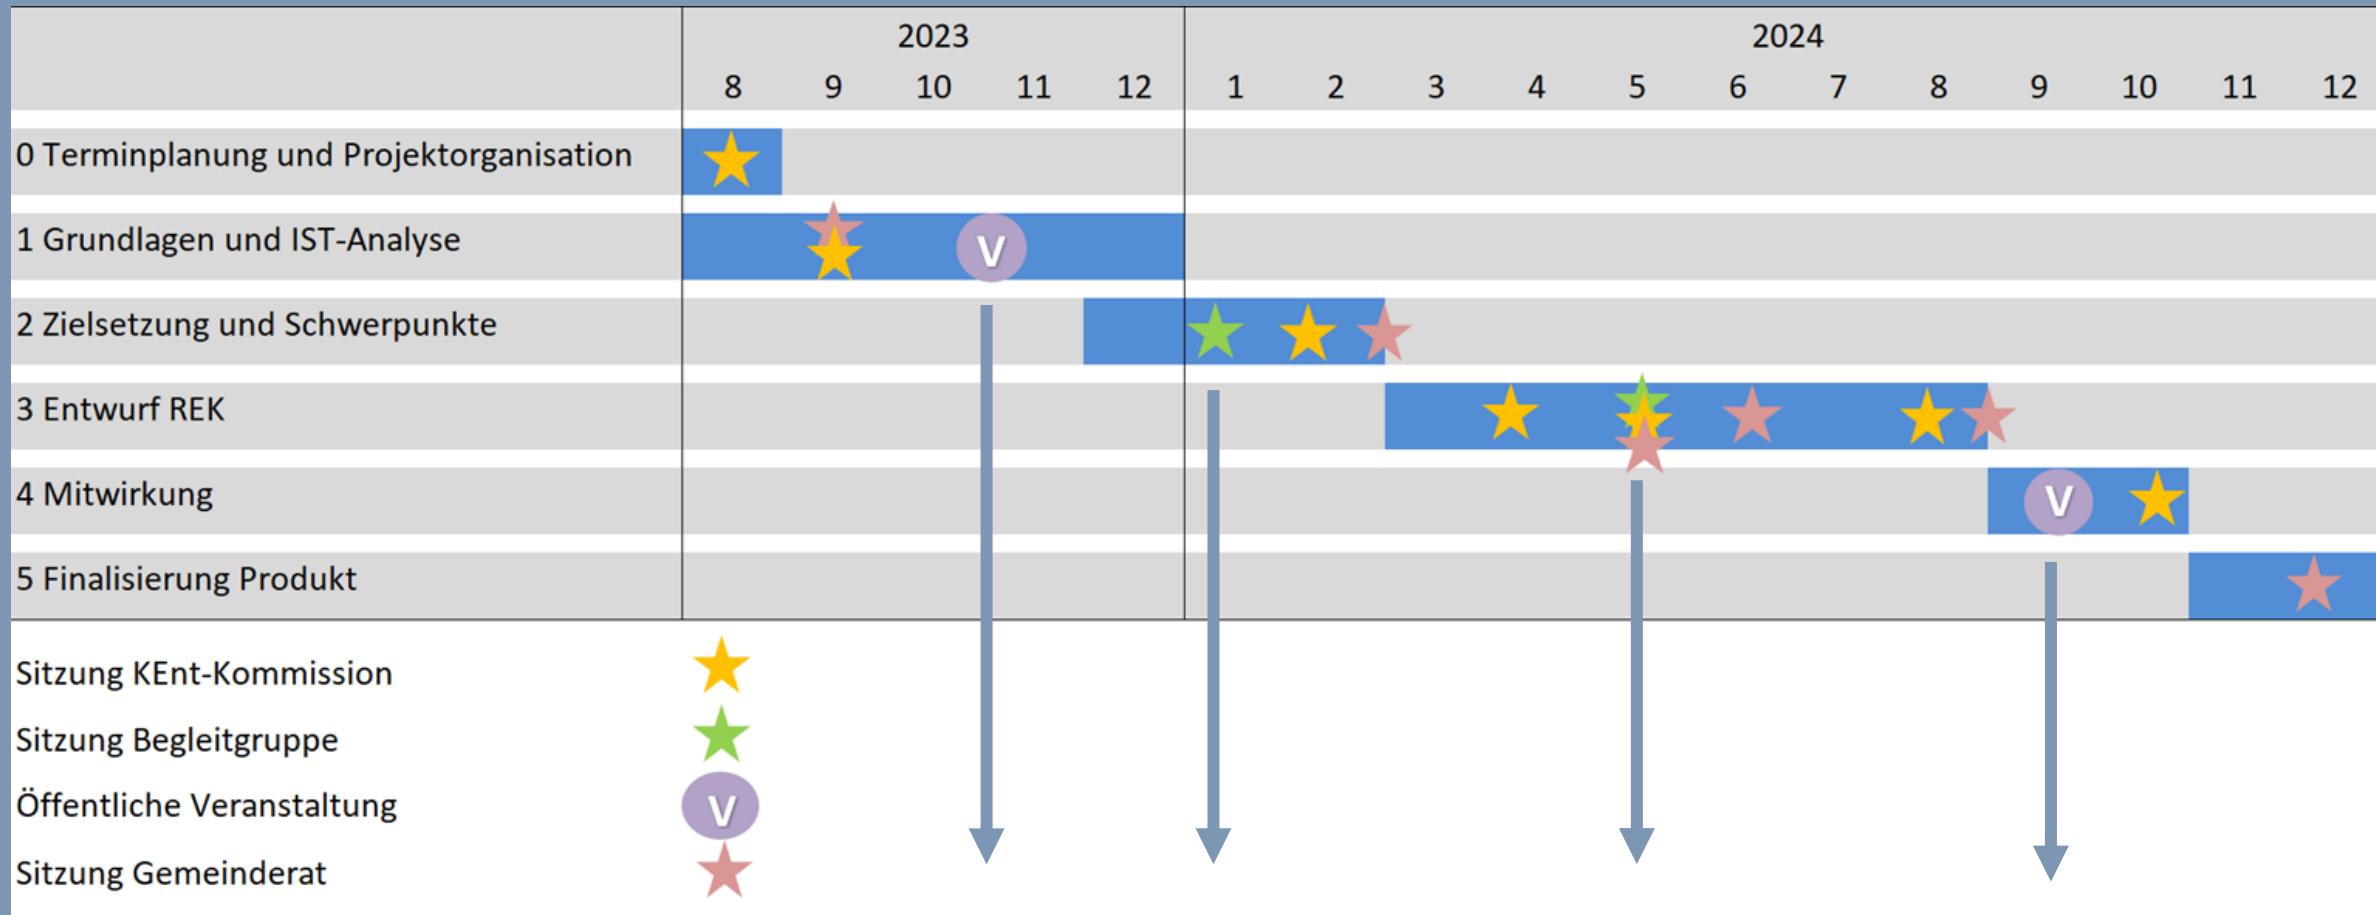 2023 2024
8 9 10 11 12 1 2 3 4 5 6 7 8 9 10 11 12
0 Terminplanung und Projektorganisation
1 Grundlagen und IST-Analyse V
2 Zielsetzung und Schwerpunkte
3 Entwurf REK
4 Mitwirkung V
5 Finalisierung Produkt
Sitzung KEnt-Kommission
Sitzung Begleitgruppe
Öffentliche Veranstaltung V
Sitzung Gemeinderat